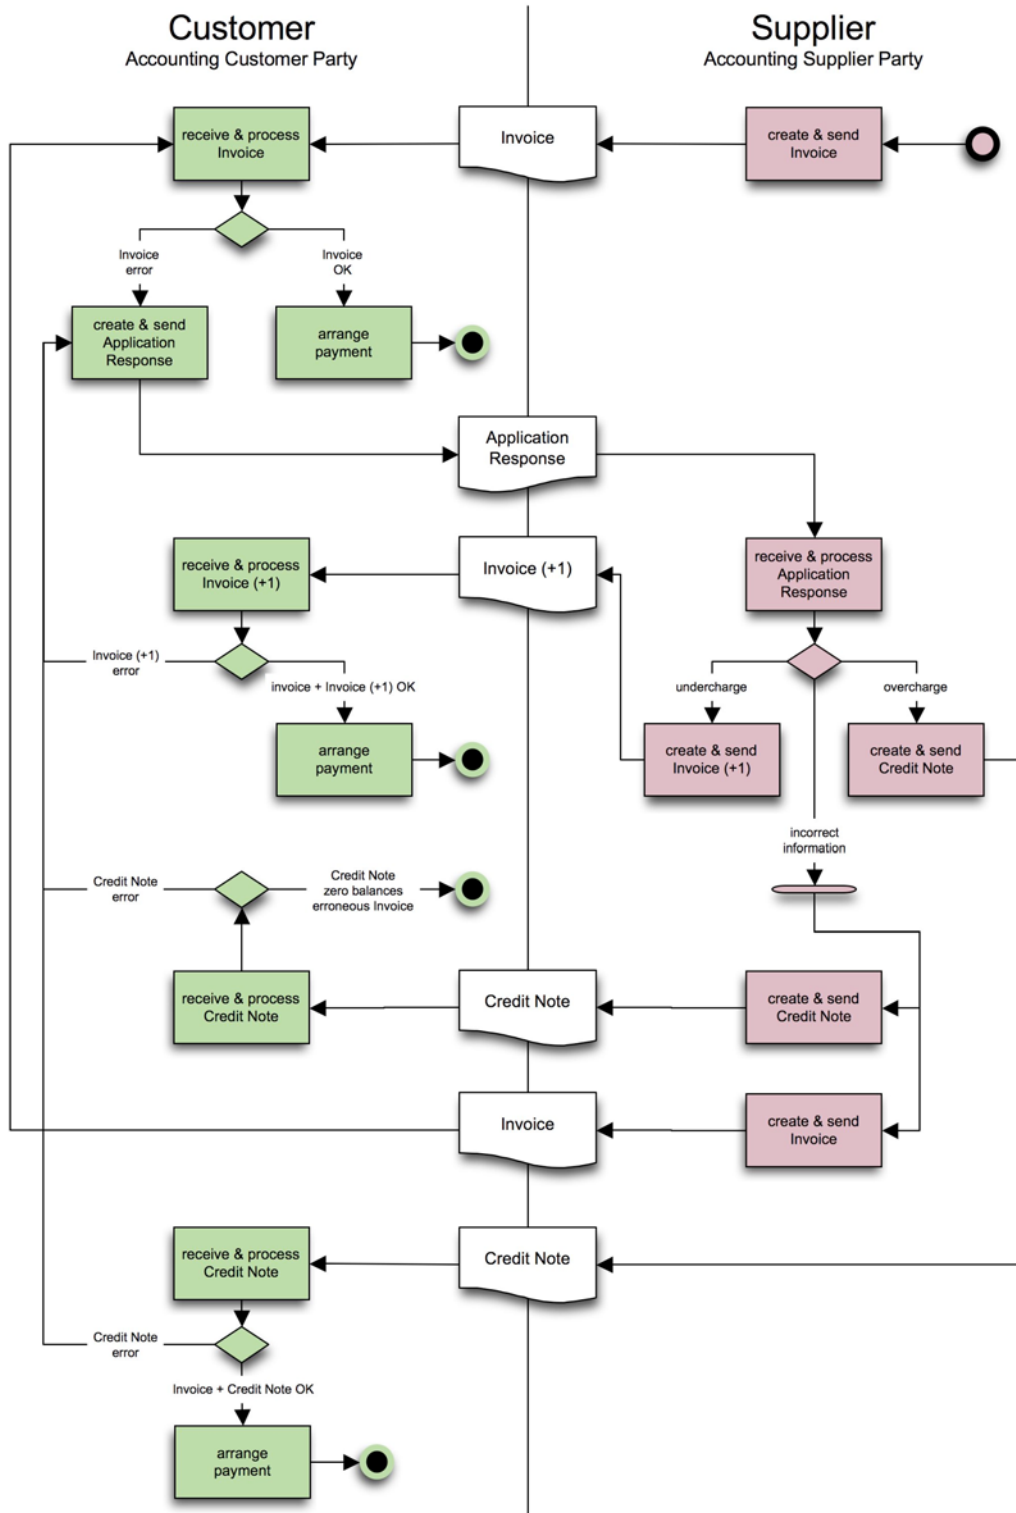 Customer
Accounting Customer Party
Supplier
Accounting Supplier Party
receive & process
Invoice
Invoice
create & send
Invoice
Invoice
error
Invoice
OK
create & send
Application
Response
arrange
payment
Application
Response
receive & process
Invoice (+1)
Invoice (+1)
receive & process
Application
Response
Invoice (+1)
error
invoice + Invoice (+1) OK
undercharge
overcharge
arrange
payment
create & send
Invoice (+1)
create & send
Credit Note
incorrect
information
Credit Note
error
Credit Note
zero balances
erroneous Invoice
receive & process
Credit Note
Credit Note
create & send
Credit Note
Invoice
create & send
Invoice
receive & process
Credit Note
Credit Note
Credit Note
error
Invoice + Credit Note OK
arrange
payment